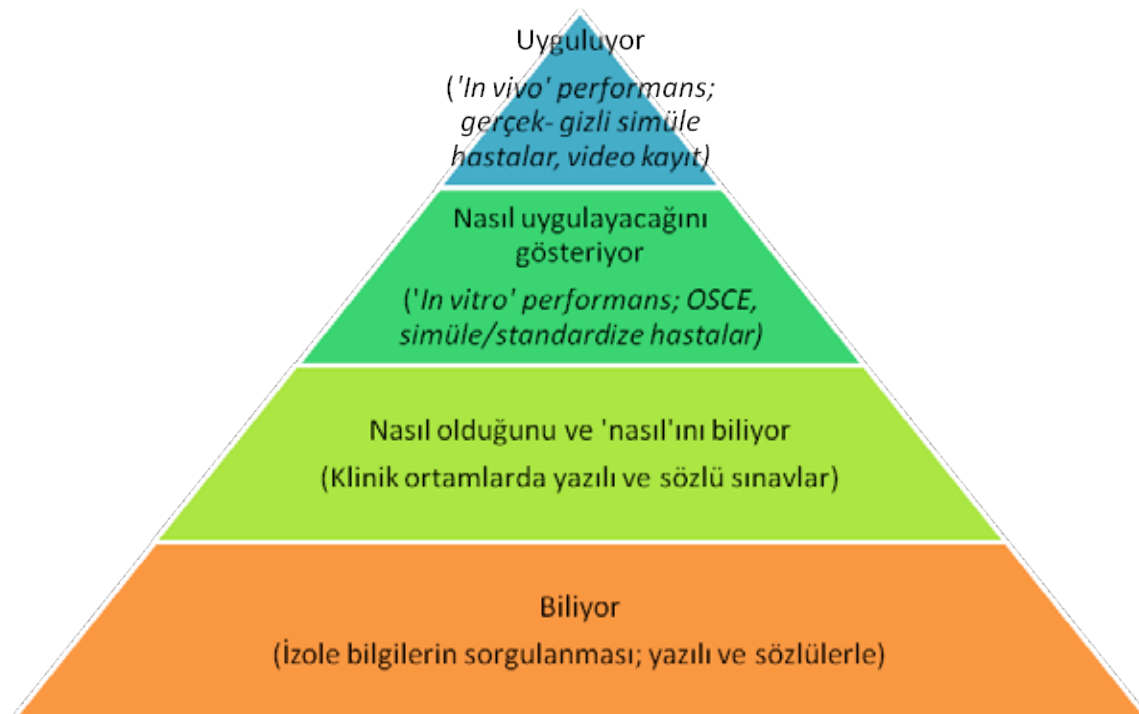 Uyguluyor
('In vivo' performans;
gerçek- gizli simüle
hastalar, video kayıt)
Nasıl uygulayacağını
gösteriyor
('In vitro' performans; OSCE,
simüle/standardize hastalar)
Nasıl olduğunu ve 'nasıl'ını biliyor
(Klinik ortamlarda yazılı ve sözlü sınavlar)
Biliyor
(İzole bilgilerin sorgulanması; yazılı ve sözlülerle)